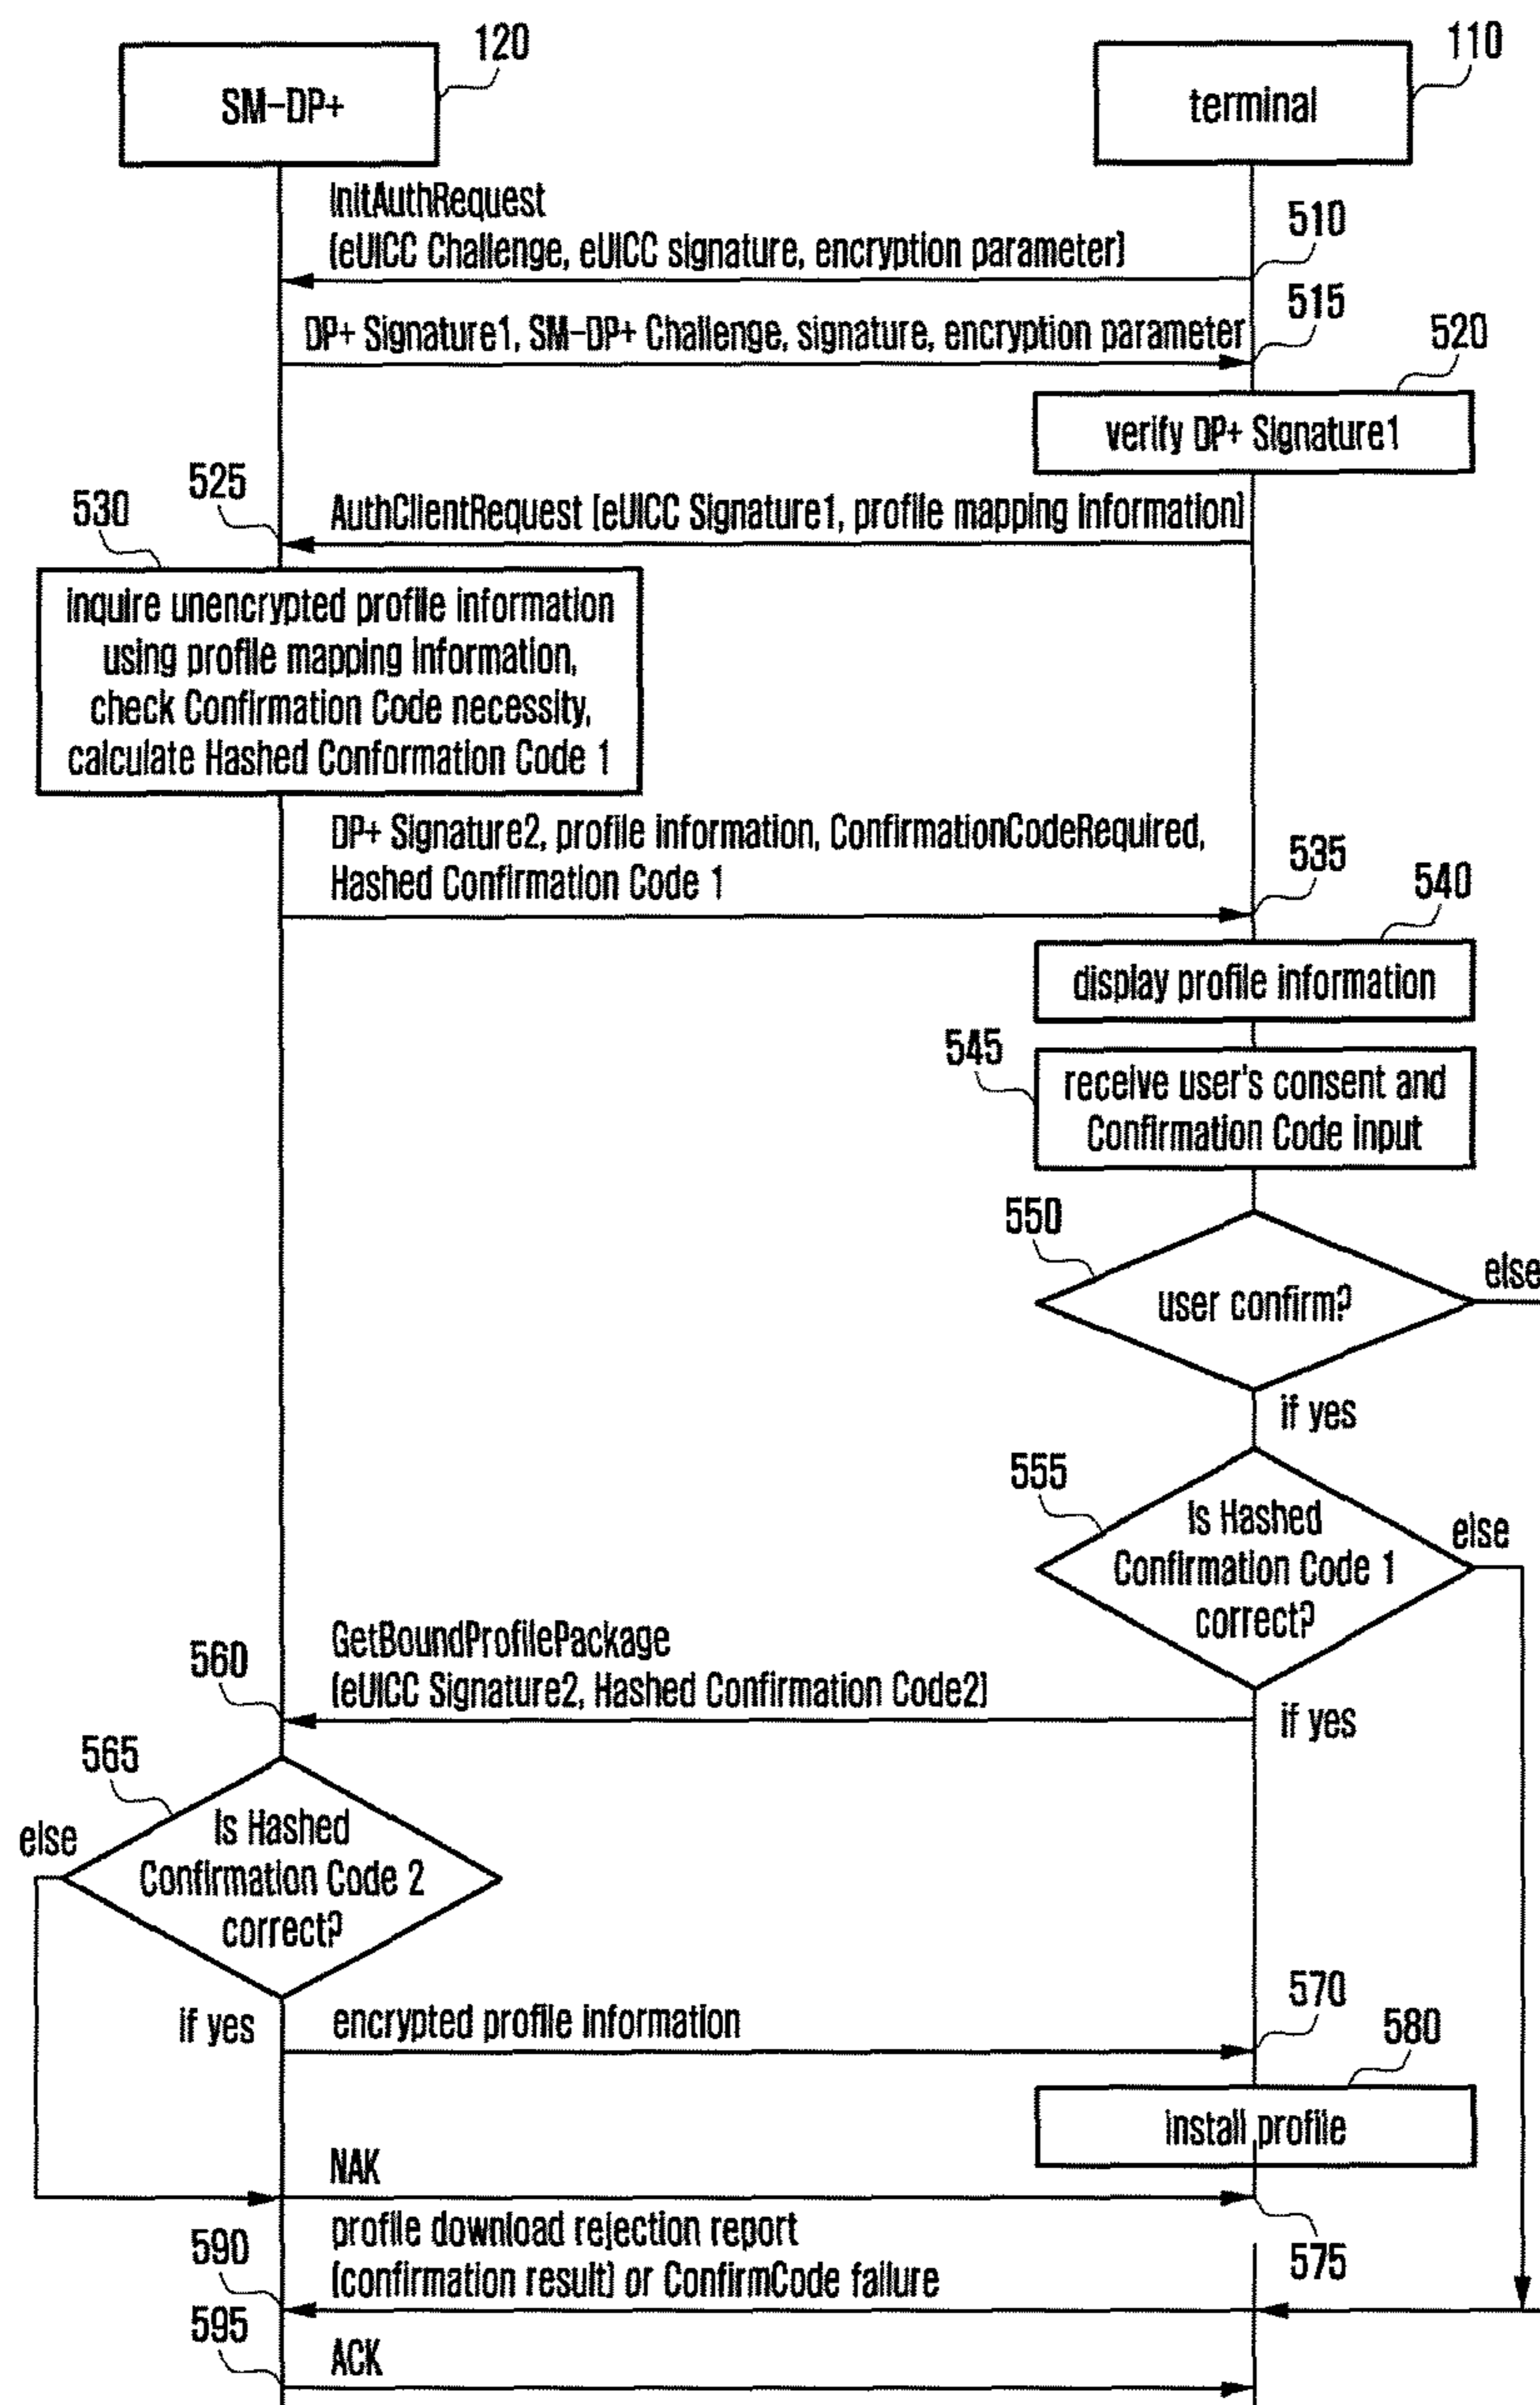 120
110
SM-DP+
terminal
InitAuthRequest
(eUICC Challenge, eUICC signature, encryption parameter)
510
DP+ Signature1, SM-DP+ Challenge, signature, encryption parameter
515
520
verify DP+ Signature1
525
530
AuthClientRequest (eUICC Signature1, profile mapping information)
inquire unencrypted profile information
using profile mapping information,
check Confirmation Code necessity,
calculate Hashed Conformation Code 1
DP+ Signature2, profile information, ConfirmationCodeRequired,
Hashed Confirmation Code 1
535
540
display profile information
545
receive user's consent and
Confirmation Code input
550
user confirm?
else
if yes
555
Is Hashed
Confirmation Code 1
correct?
else
if yes
GetBoundProfilePackage
(eUICC Signature2, Hashed Confirmation Code2)
560
565
Is Hashed
Confirmation Code 2
correct?
else
if yes
encrypted profile information
570
580
install profile
NAK
575
profile download rejection report
(confirmation result) or ConfirmCode failure
590
595
ACK